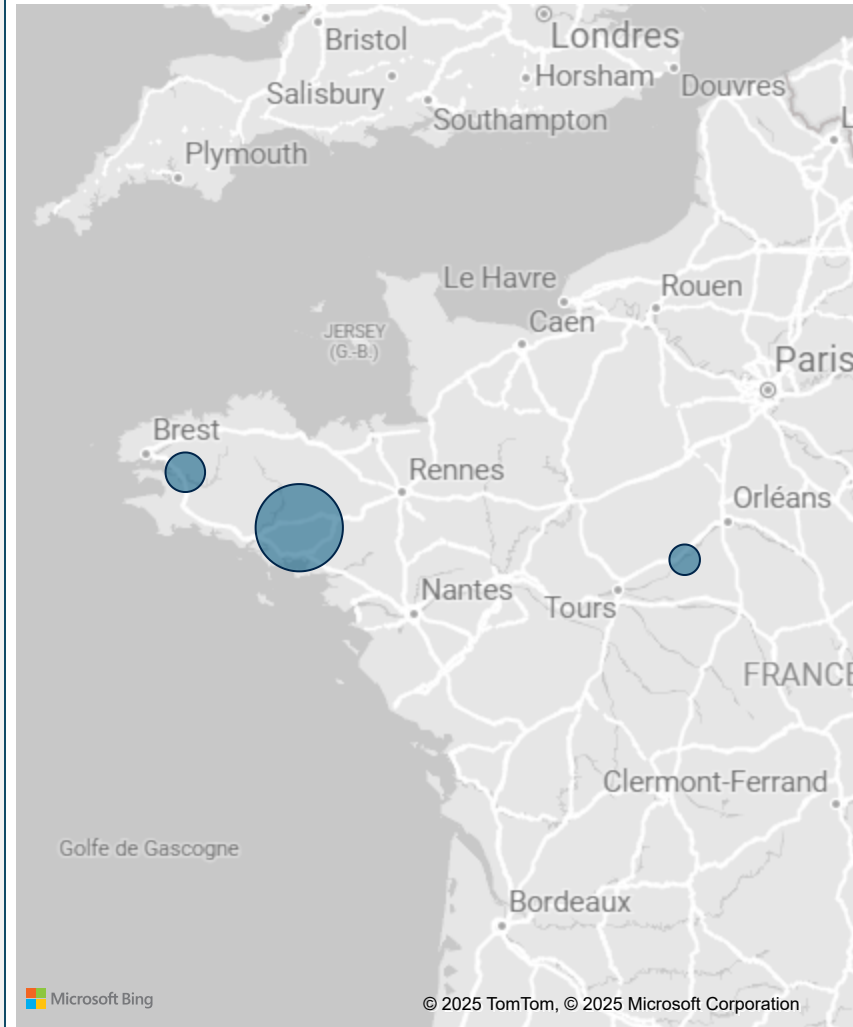 Londres
Bristol
Horsham
Salisbury
Douvres
Southampton
L
Plymouth
Le Havre
Rouen
Caen
JERSEY
(G.-B.)
Paris
Brest
Rennes
Orléans
Nantes
Tours
FRANCE
Clermont-Ferrand
Golfe de Gascogne
Bordeaux
Microsoft Bing
© 2025 TomTom, © 2025 Microsoft Corporation